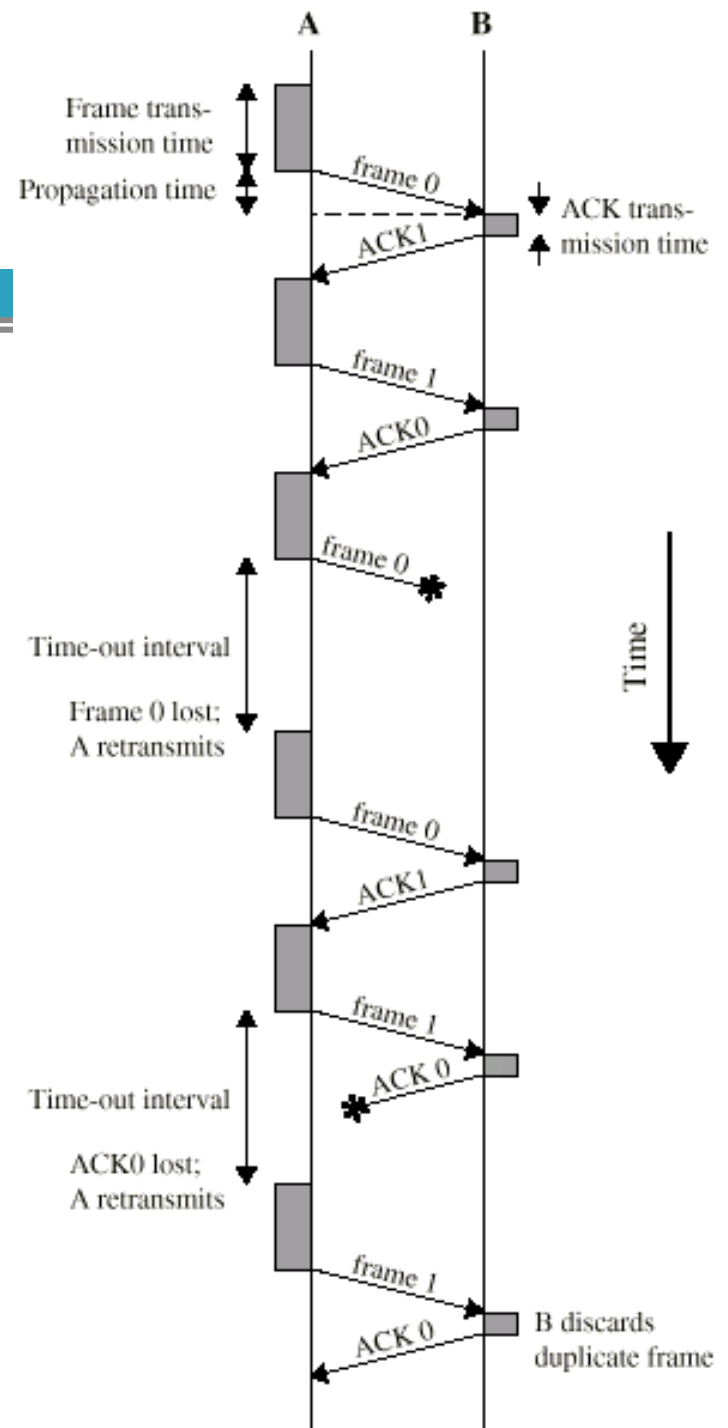 A
B
Frame trans-
mission time
Propagation time
frame 0
ACK trans-
mission time
ACK1
frame 1
ACK0
frame 0
Time-out interval
Time
Frame 0 lost;
A retransmits
frame 0
ACK1
frame 1
ACK 0
Time-out interval
ACK0 lost;
A retransmits
frame 1
B discards
duplicate frame
ACK 0